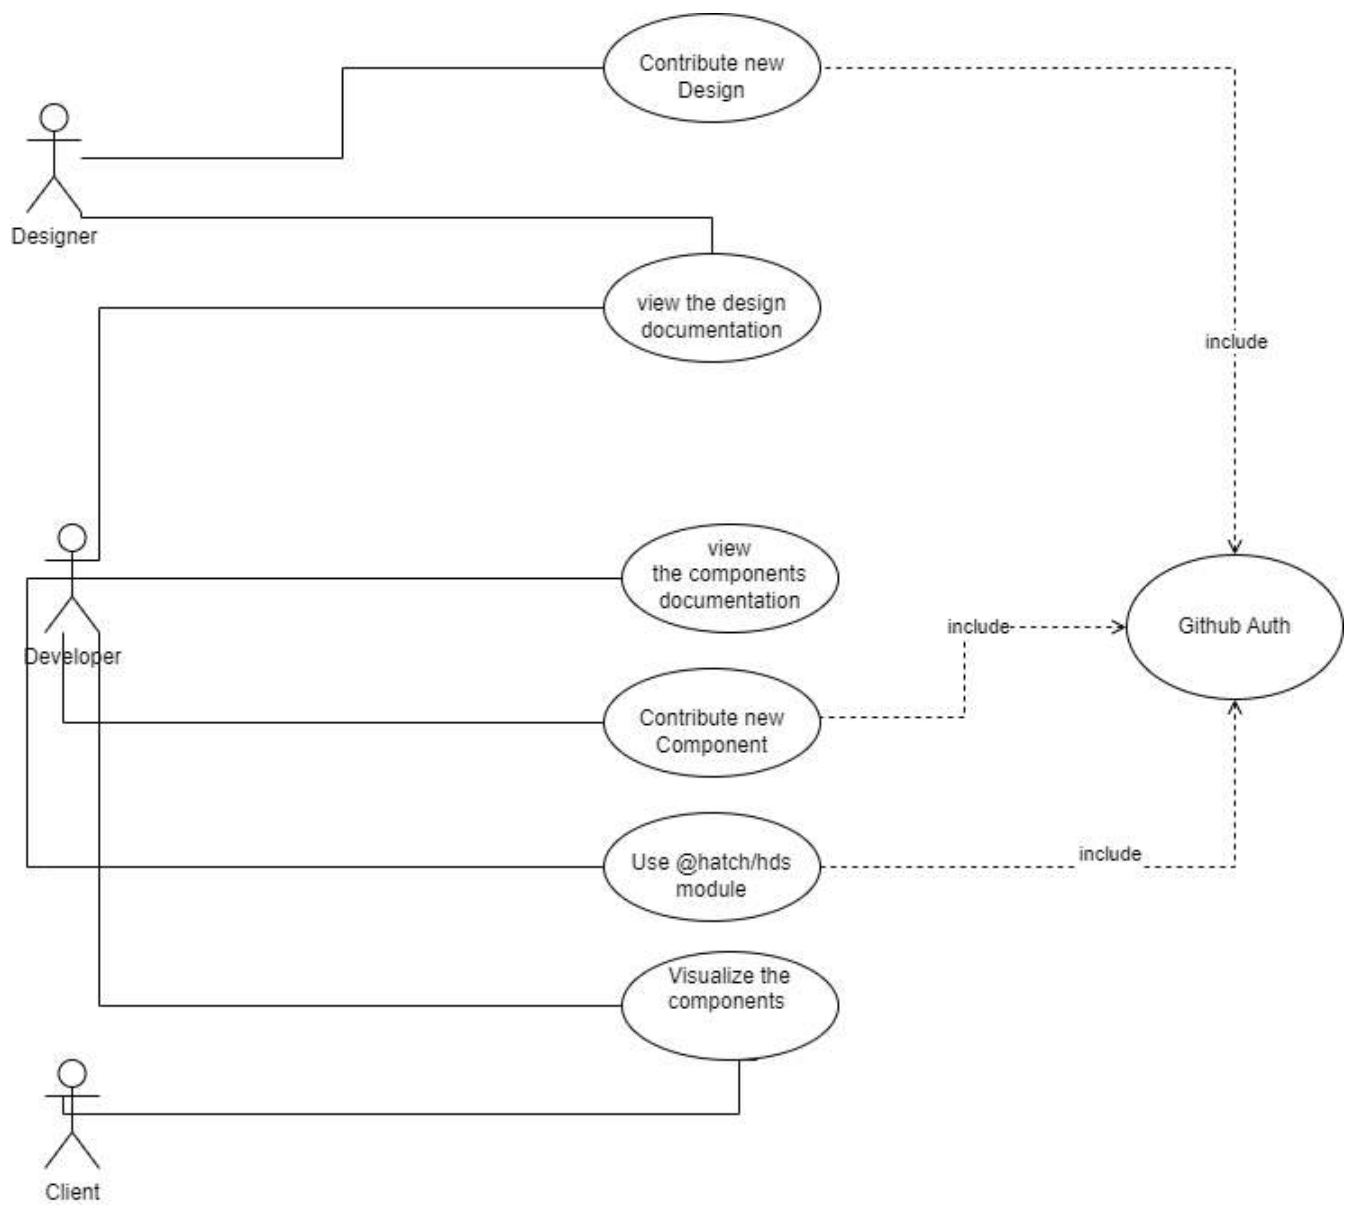 Contribute new
Design
Designer
view the design
documentation
include
view
the components
documentation
include
Github Auth
Developer
Contribute new
Component
Use @hatch/hds
module
include
Visualize the
components
Client